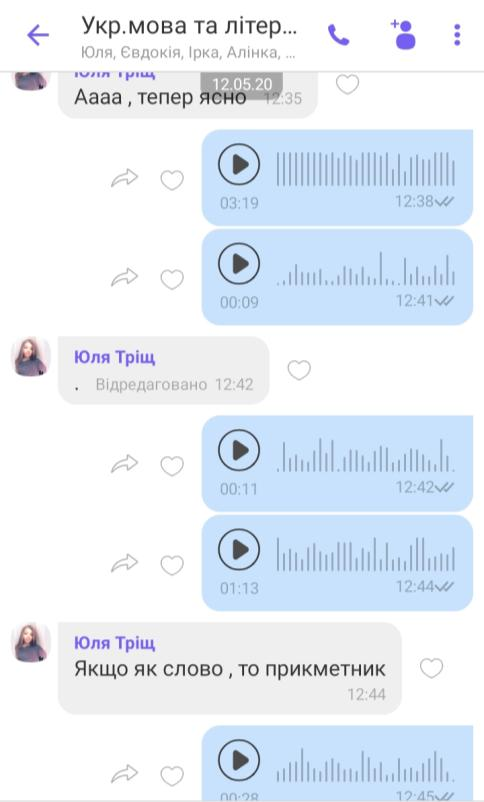 Укр.мова та літер...
Юля, Євдокія, Ірка, Алінка, ...
Юля Тріщ
12.05.20
Аааа , тепер ясно 12:35
03:19 12:38
00:09 12:41
Юля Тріщ
. Відредаговано 12:42
00:11 12:42
01:13 12:44
Юля Тріщ
Якщо як слово , то прикметник
12:44
00:28 12:45